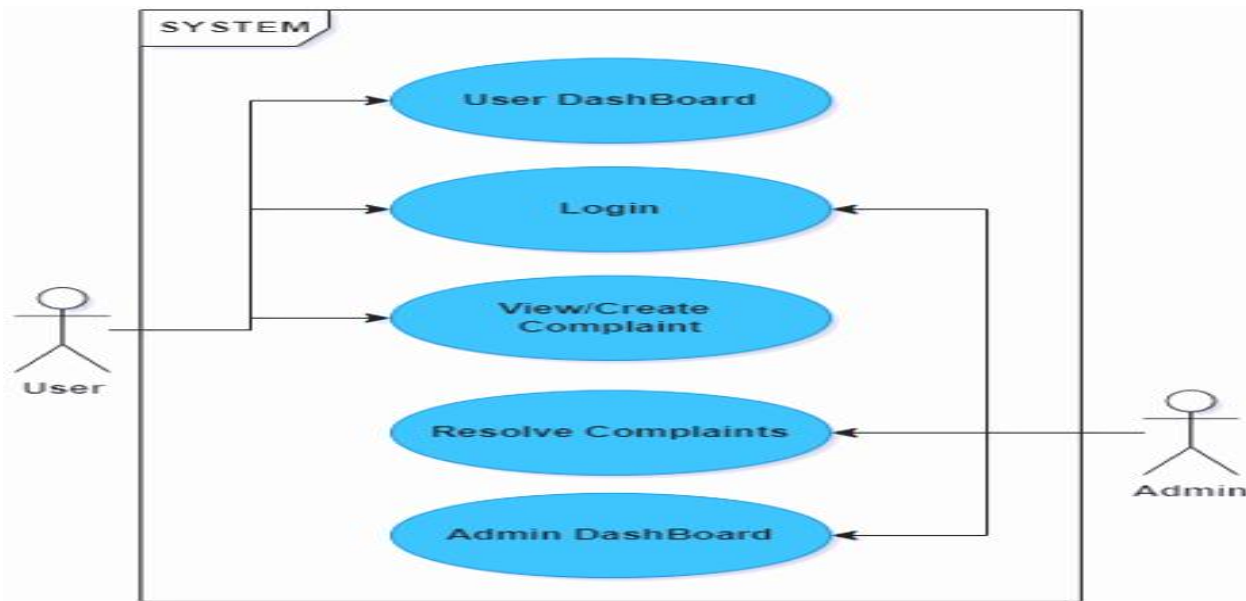 SYSTEM
User DashBoard
Login
View/Create
Complaint
User
Resolve Complaints
Admin
Admin DashBoard